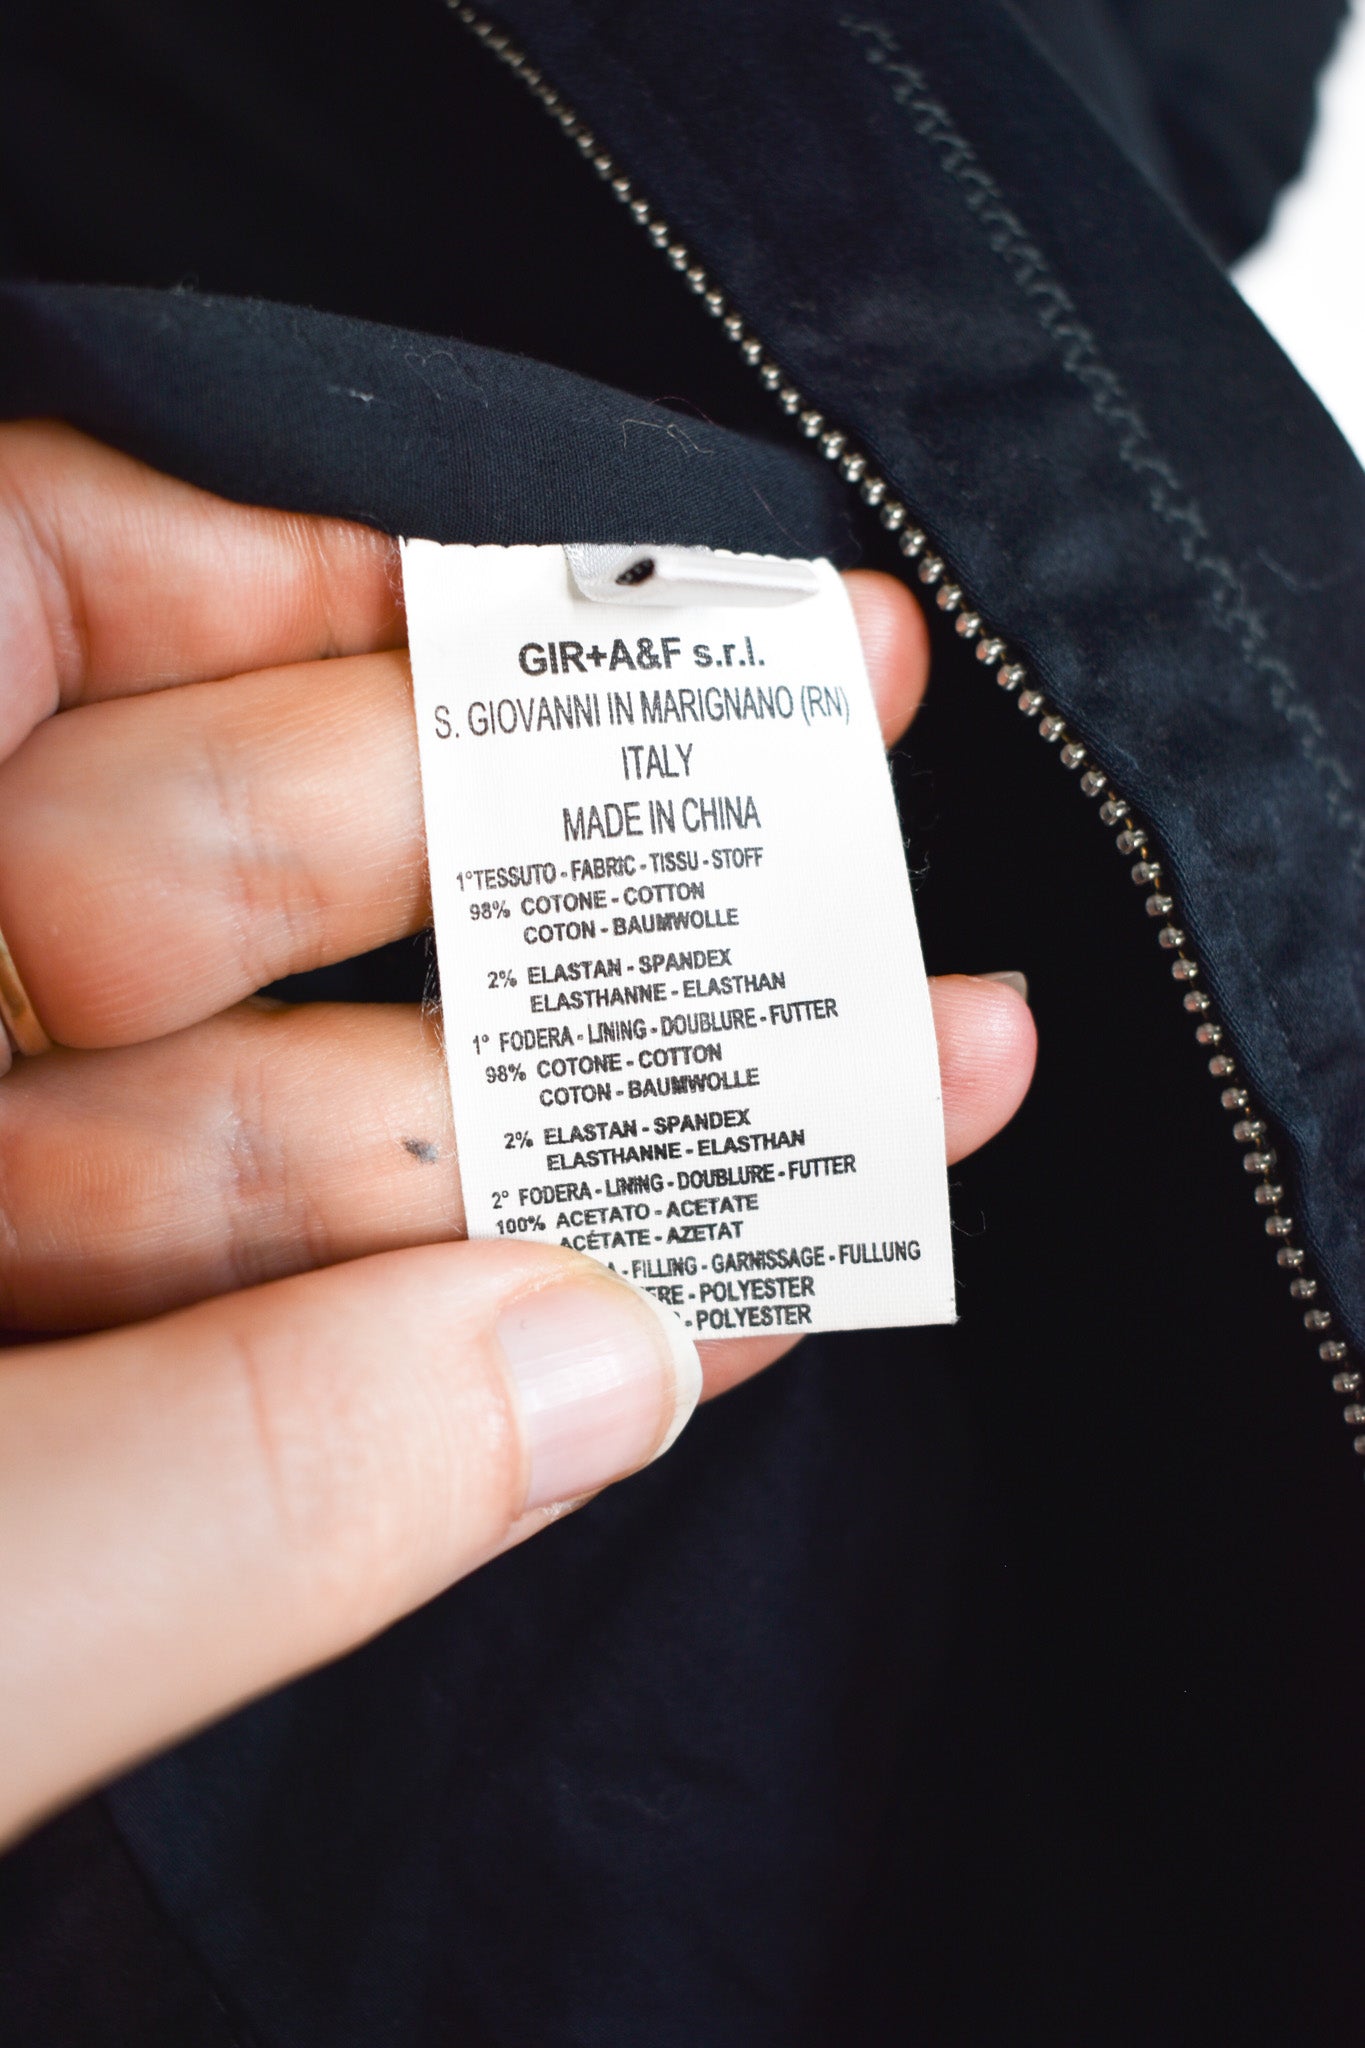 GIR+A&F s.r.l.
S. GIOVANNI IN MARIGNANO (RN)
ITALY
MADE IN CHINA
1° TESSUTO - FABRIC - TISSU - STOFF
98% COTONE - COTTON
COTON - BAUMWOLLE
2% ELASTAN - SPANDEX
ELASTHANNE - ELASTHAN
1° FODERA - LINING - DOUBLURE - FUTTER
98% COTONE - COTTON
COTON - BAUMWOLLE
2% ELASTAN - SPANDEX
ELASTHANNE - ELASTHAN
2° FODERA - LINING - DOUBLURE - FUTTER
100% ACETATO - ACETATE
ACÉTATE - AZETAT
- FILLING - GARNISSAGE - FULLUNG
- POLYESTER
- POLYESTER